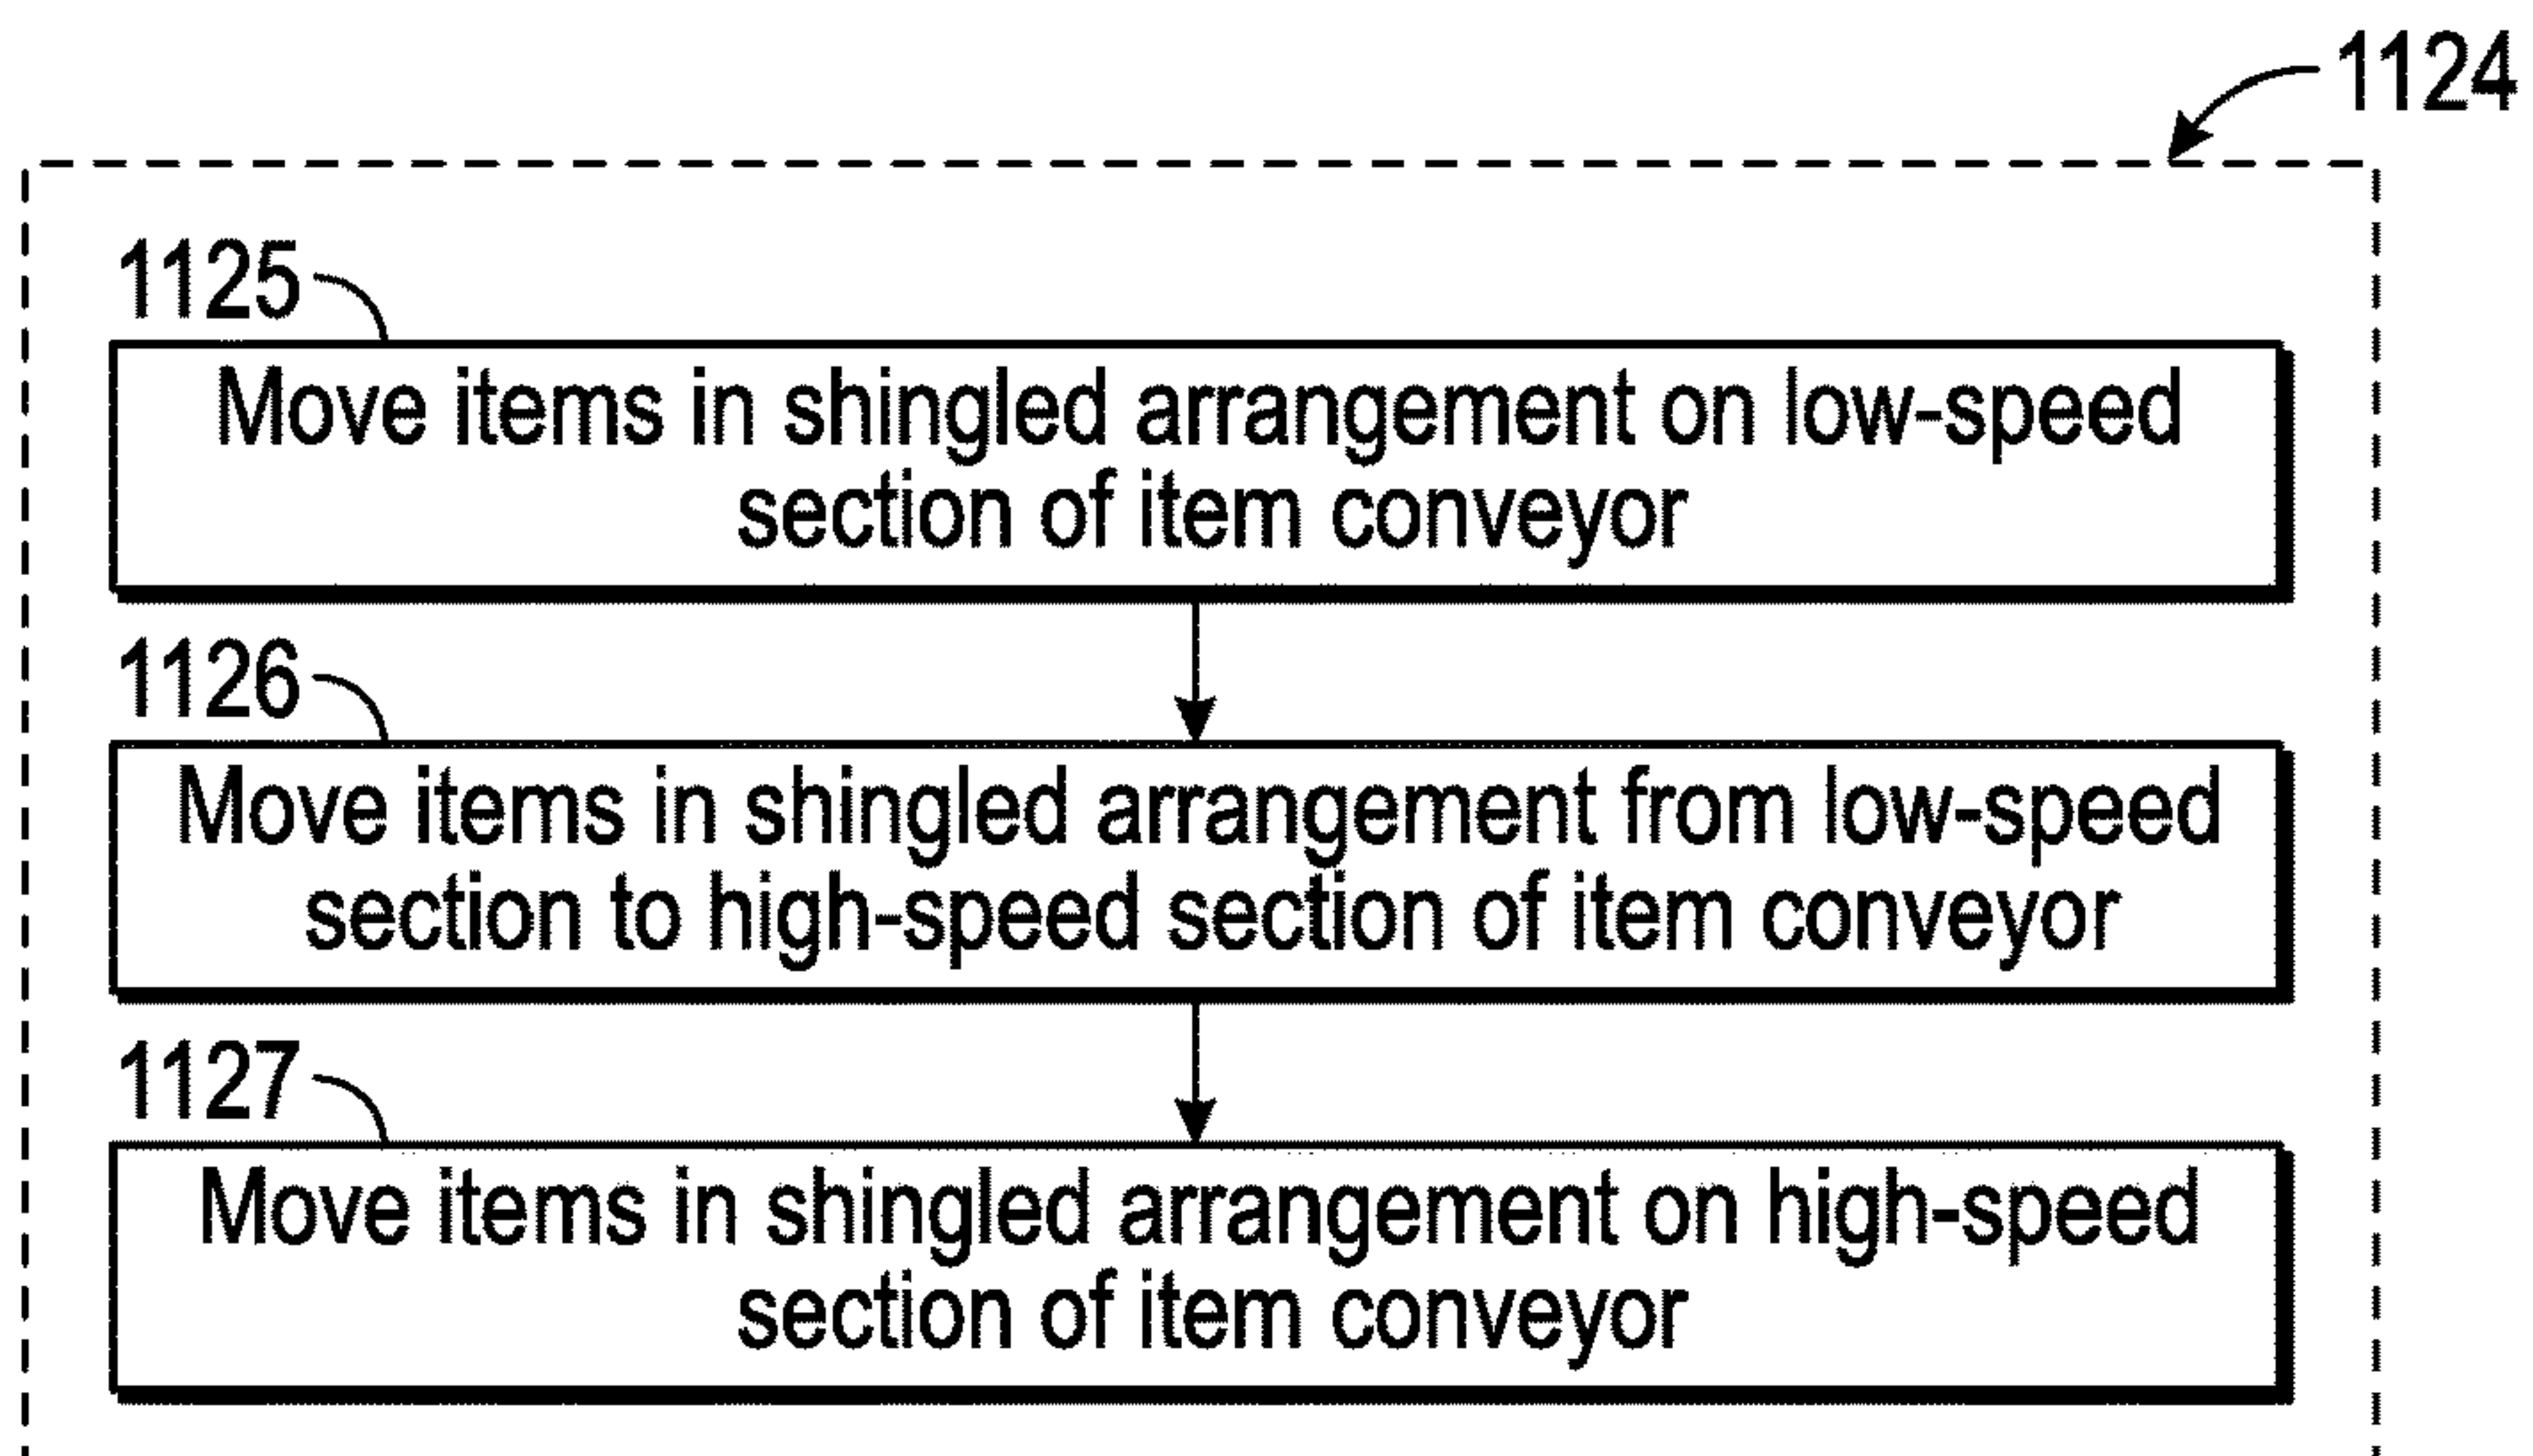 1124
1125
Move items in shingled arrangement on low-speed
section of item conveyor
1126
Move items in shingled arrangement from low-speed
section to high-speed section of item conveyor
1127
Move items in shingled arrangement on high-speed
section of item conveyor